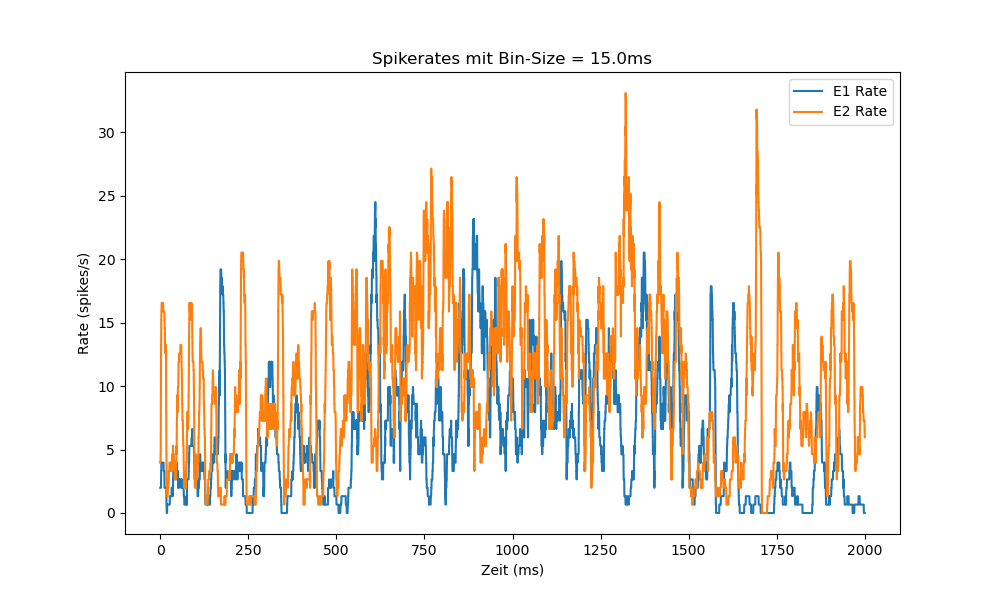 Spikerates mit Bin-Size = 15.0ms
E1 Rate
E2 Rate
Rate (spikes/s)
30
25
20
15
10
5
0
0 250 500 750 1000 1250 1500 1750 2000
Zeit (ms)